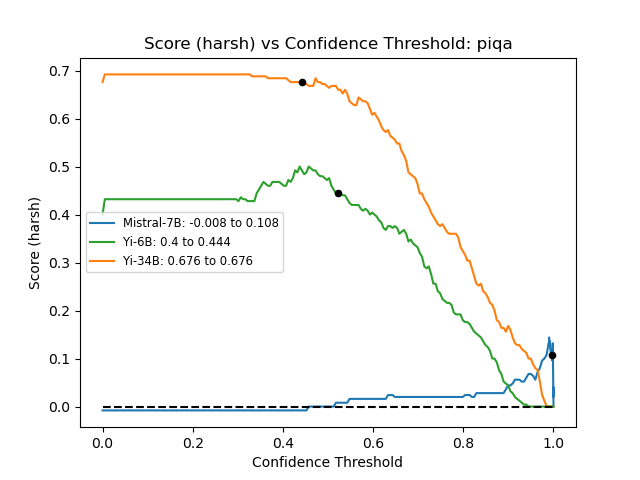 Score (harsh) vs Confidence Threshold: piqa
Score (harsh)
0.7
0.6
0.5
0.4
0.3
0.2
0.1
0.0
Mistral-7B: -0.008 to 0.108
Yi-6B: 0.4 to 0.444
Yi-34B: 0.676 to 0.676
0.0 0.2 0.4 0.6 0.8 1.0
Confidence Threshold